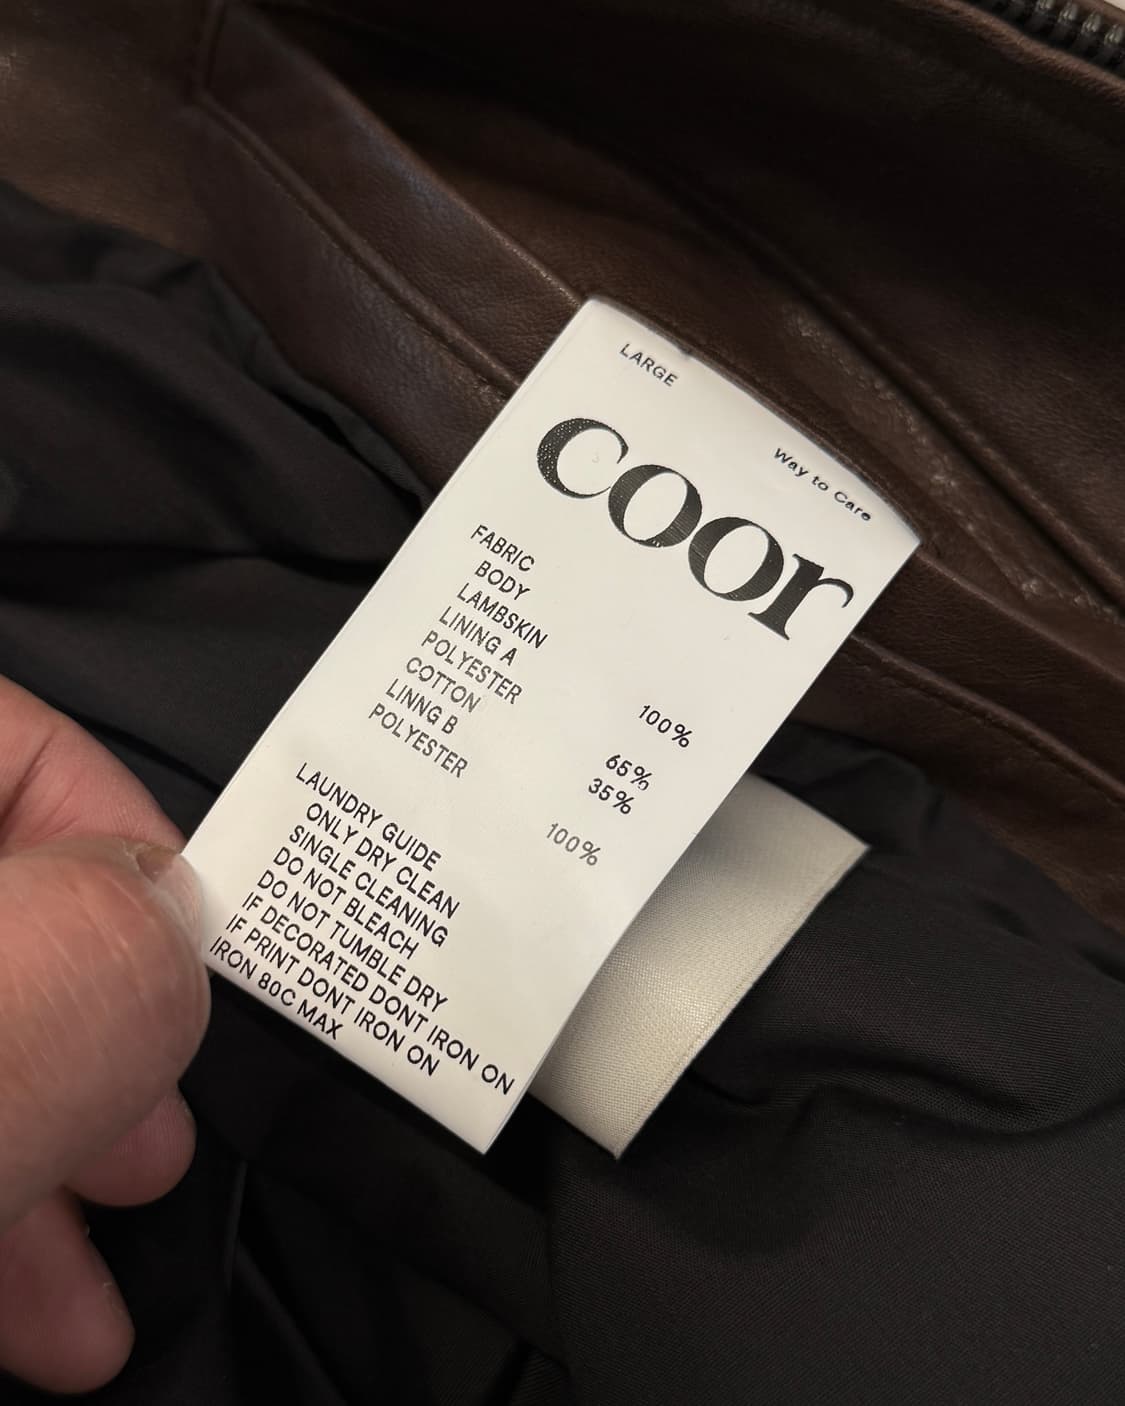 LARGE
Way to Care
coor
FABRIC
BODY
LAMBSKIN 100%
LINING A
POLYESTER 65%
COTTON 35%
LINNG B
POLYESTER 100%
LAUNDRY GUIDE
ONLY DRY CLEAN
SINGLE CLEANING
DO NOT BLEACH
DO NOT TUMBLE DRY
IF DECORATED DONT IRON ON
IF PRINT DONT IRON ON
IRON 80C MAX